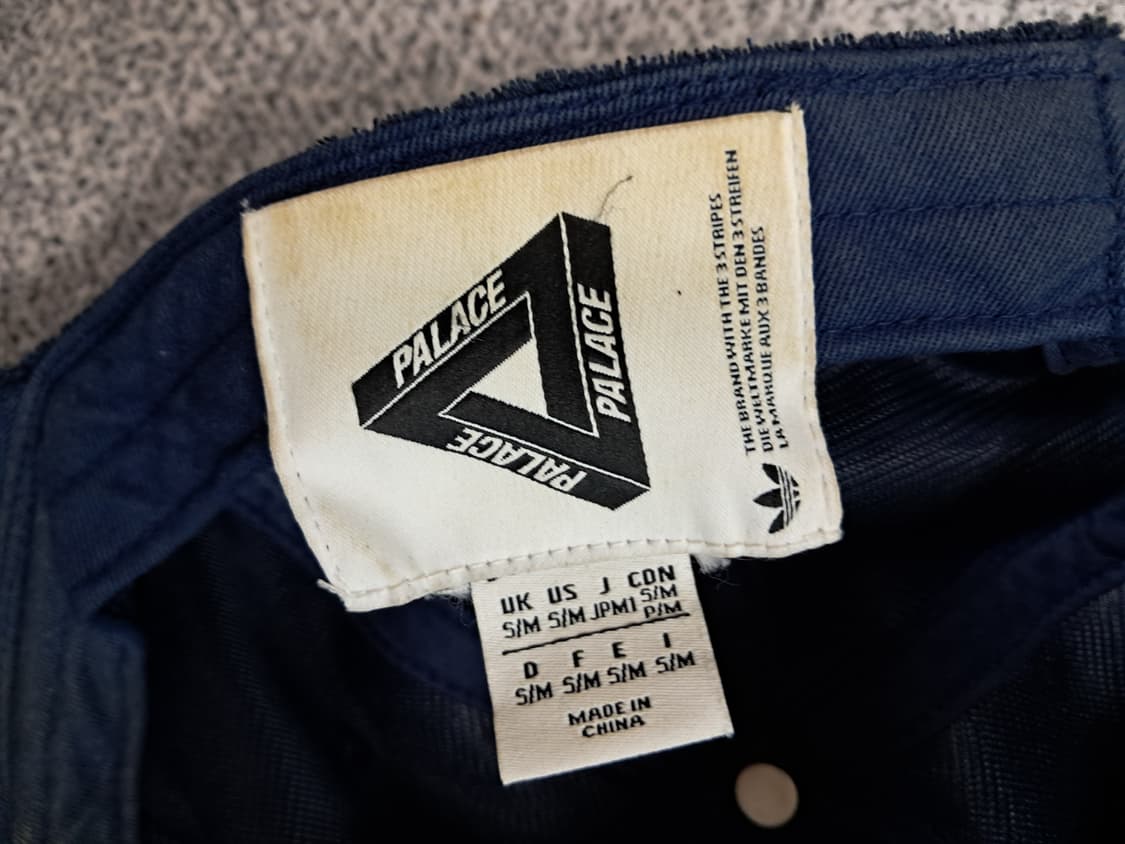 PALACE
PALACE
PALACE
THE BRAND WITH THE 3 STRIPES
DIE WELTMARKE MIT DEN 3 STREIFEN
LA MARQUE AUX 3 BANDES
UK US J CDN
S/M S/M JPM1 S/M
P/M
D F E I
S/M S/M S/M S/M
MADE IN
CHINA